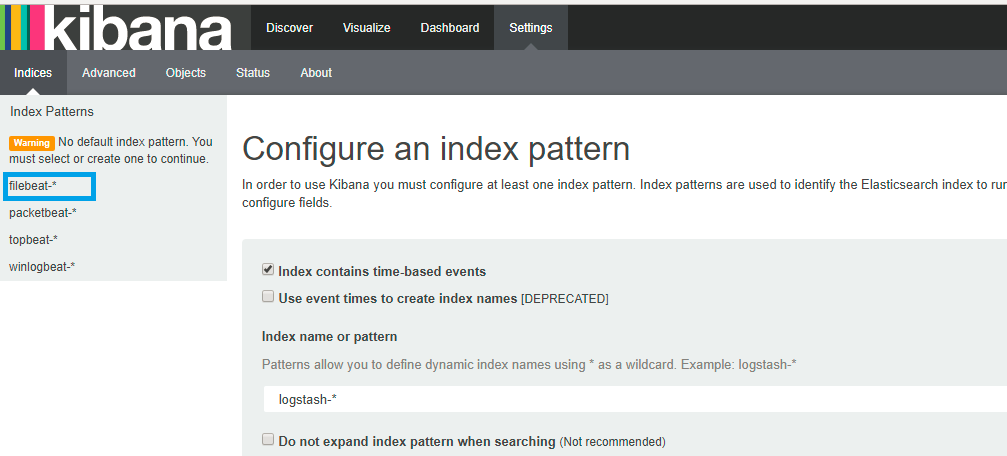 kibana Discover Visualize Dashboard Settings
Indices Advanced Objects Status About
Index Patterns
Warning No default index pattern. You
must select or create one to continue.
filebeat-*
packetbeat-*
topbeat-*
winlogbeat-*
Configure an index pattern
In order to use Kibana you must configure at least one index pattern. Index patterns are used to identify the Elasticsearch index to run
configure fields.
Index contains time-based events
Use event times to create index names [DEPRECATED]
Index name or pattern
Patterns allow you to define dynamic index names using * as a wildcard. Example: logstash-*
logstash-*
Do not expand index pattern when searching (Not recommended)